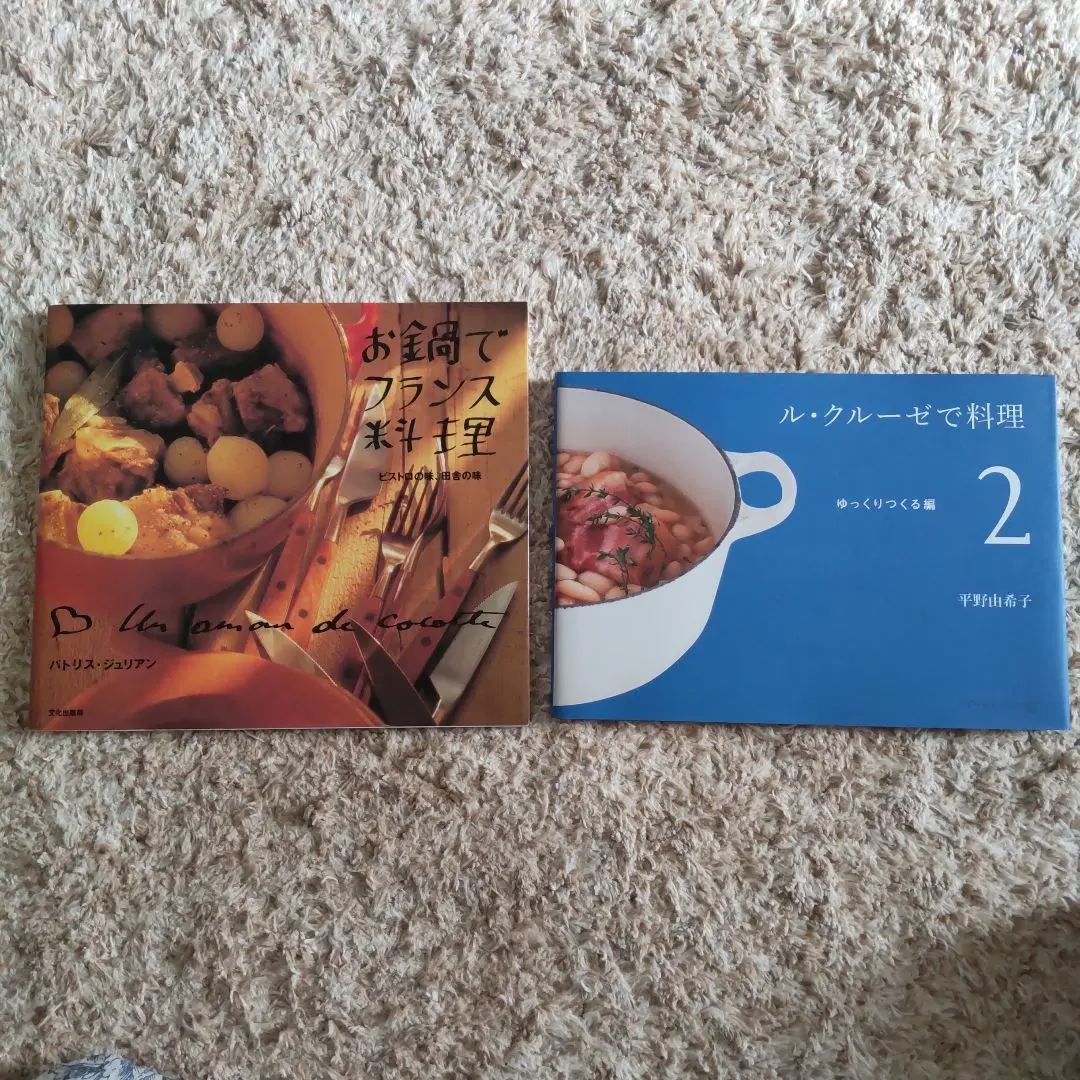 お鍋で
フランス
料理
ビストロの味、田舎の味
Un amour de cocotte
パトリス・ジュリアン
文化出版局
ル・クルーゼで料理
2
ゆっくりつくる編
平野由希子